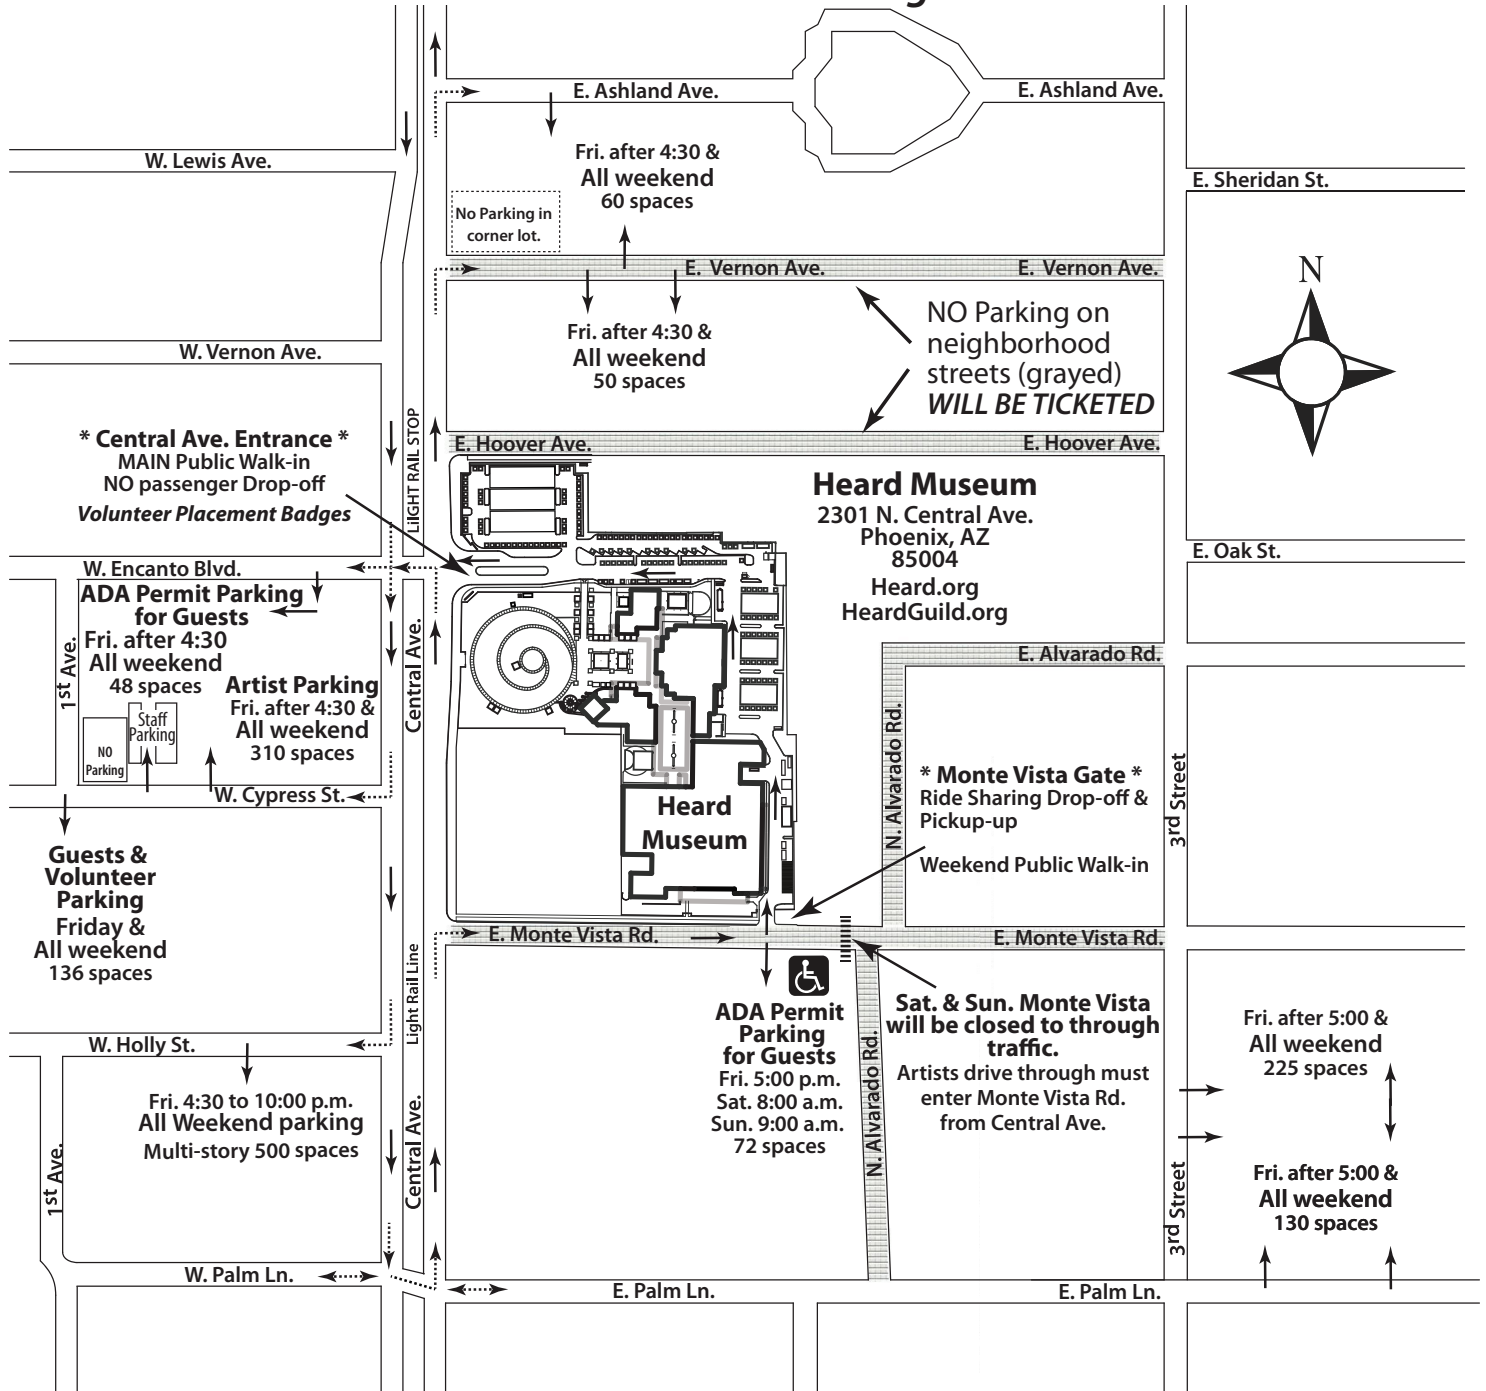 E. Ashland Ave.
E. Ashland Ave.
W. Lewis Ave.
Fri. after 4:30 &
All weekend
60 spaces
E. Sheridan St.
No Parking in
corner lot.
E. Vernon Ave.
E. Vernon Ave.
N
NO Parking on
neighborhood
streets (grayed)
WILL BE TICKETED
Fri. after 4:30 &
All weekend
50 spaces
W. Vernon Ave.
* Central Ave. Entrance *
MAIN Public Walk-in
NO passenger Drop-off
Volunteer Placement Badges
LiIGHT RAIL STOP
E. Hoover Ave.
E. Hoover Ave.
Heard Museum
2301 N. Central Ave.
Phoenix, AZ
85004
Heard.org
HeardGuild.org
E. Oak St.
W. Encanto Blvd.
ADA Permit Parking
for Guests
Fri. after 4:30
All weekend
48 spaces
1st Ave.
Artist Parking
Fri. after 4:30 &
All weekend
310 spaces
Staff
Parking
NO
Parking
Central Ave.
E. Alvarado Rd.
N. Alvarado Rd.
3rd Street
W. Cypress St.
Heard
Museum
* Monte Vista Gate *
Ride Sharing Drop-off &
Pickup-up
Weekend Public Walk-in
Guests &
Volunteer
Parking
Friday &
All weekend
136 spaces
E. Monte Vista Rd.
E. Monte Vista Rd.
Light Rail Line
ADA Permit
Parking
for Guests
Fri. 5:00 p.m.
Sat. 8:00 a.m.
Sun. 9:00 a.m.
72 spaces
Sat. & Sun. Monte Vista
will be closed to through
traffic.
Artists drive through must
enter Monte Vista Rd.
from Central Ave.
N. Alvarado Rd.
Fri. after 5:00 &
All weekend
225 spaces
W. Holly St.
Fri. 4:30 to 10:00 p.m.
All Weekend parking
Multi-story 500 spaces
1st Ave.
Central Ave.
3rd Street
Fri. after 5:00 &
All weekend
130 spaces
W. Palm Ln.
E. Palm Ln.
E. Palm Ln.